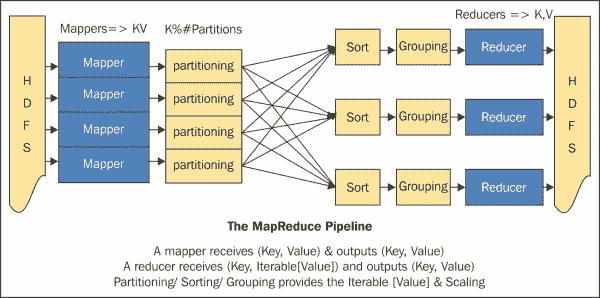 Mappers=> KV
K%#Partitions
Reducers => K,V
H
D
F
S
Mapper
Mapper
Mapper
Mapper
partitioning
partitioning
partitioning
partitioning
Sort
Grouping
Reducer
Sort
Grouping
Reducer
Sort
Grouping
Reducer
H
D
F
S
The MapReduce Pipeline
A mapper receives (Key, Value) & outputs (Key, Value)
A reducer receives (Key, Iterable[Value]) and outputs (Key, Value)
Partitioning/ Sorting/ Grouping provides the Iterable [Value] & Scaling